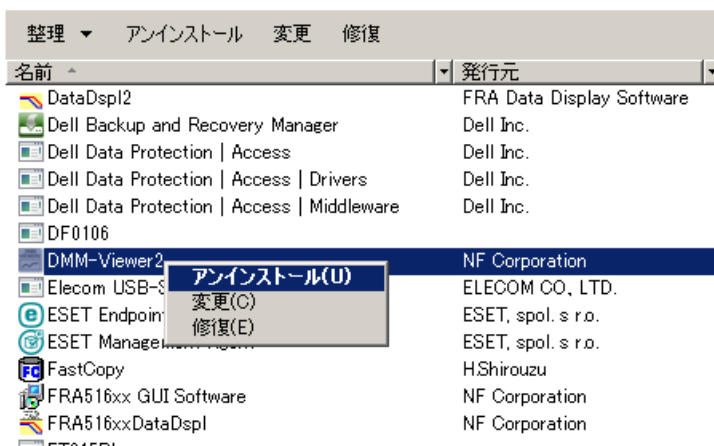 整理 ▼ アンインストール 変更 修復
名前 発行元
DataDspl2 FRA Data Display Software
Dell Backup and Recovery Manager Dell Inc.
Dell Data Protection | Access Dell Inc.
Dell Data Protection | Access | Drivers Dell Inc.
Dell Data Protection | Access | Middleware Dell Inc.
DF0106
DMM-Viewer2 NF Corporation
アンインストール(U)
Elecom USB-S ELECOM CO., LTD.
変更(C)
ESET Endpoin ESET, spol. s r.o.
修復(E)
ESET Management Agent ESET, spol. s r.o.
FastCopy H.Shirouzu
FRA516xx GUI Software NF Corporation
FRA516xxDataDspl NF Corporation